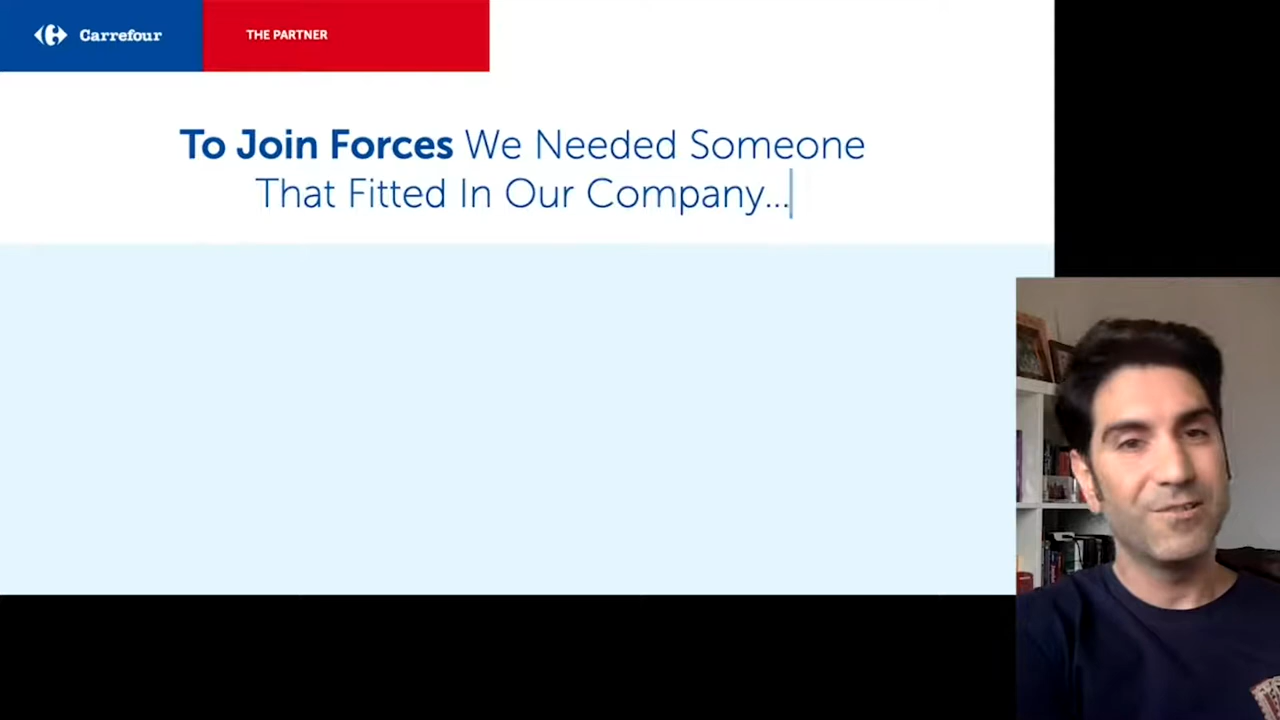 Carrefour
THE PARTNER
To Join Forces We Needed Someone
That Fitted In Our Company...